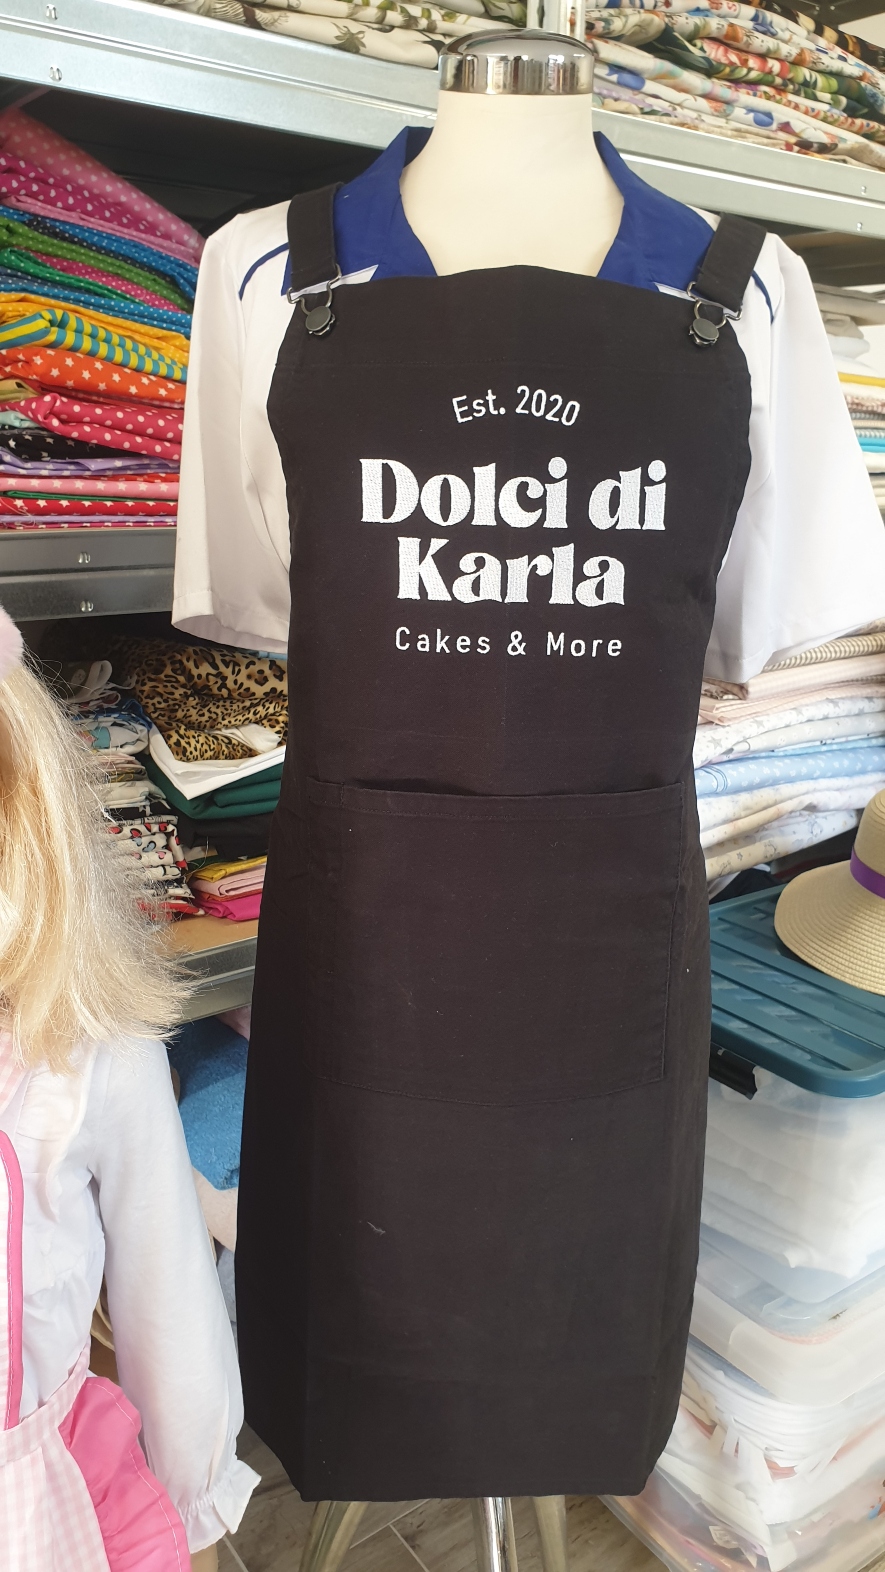 Est. 2020
Dolci di
Karla
Cakes & More